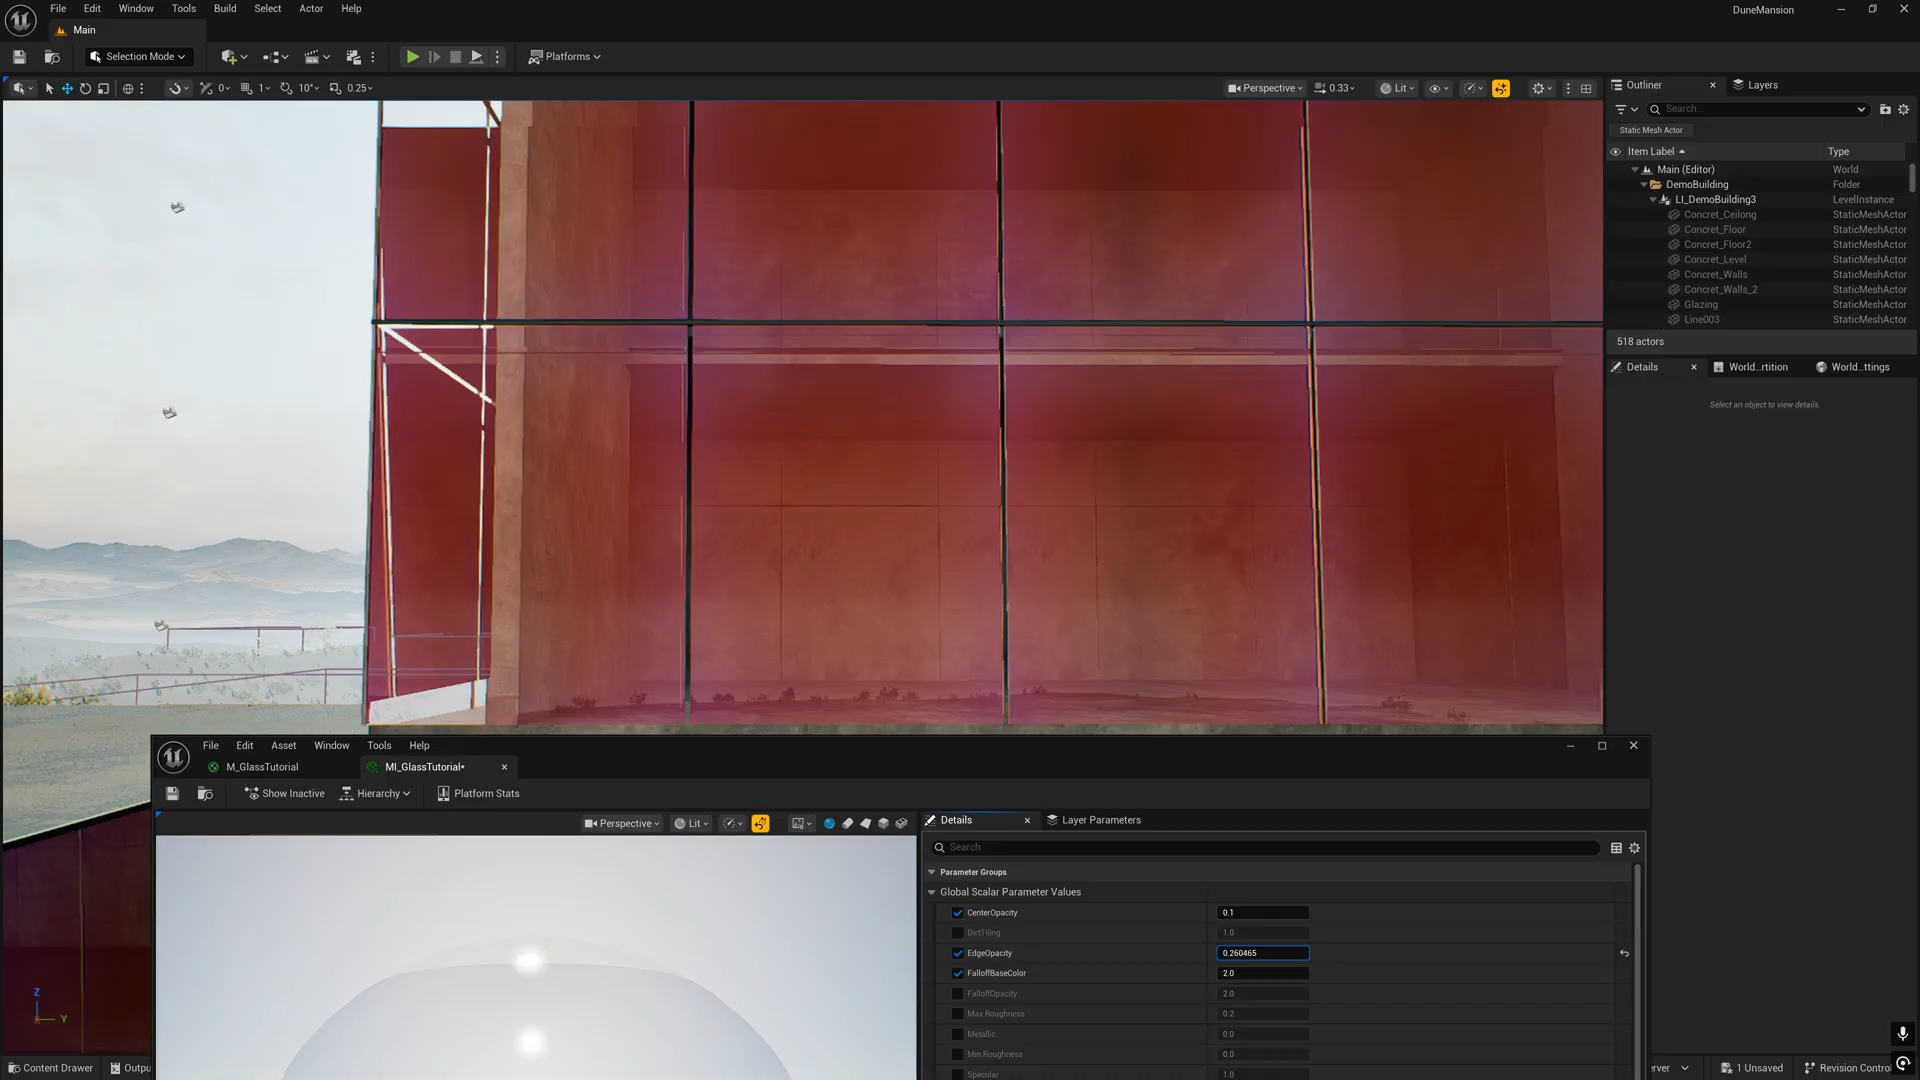 File Edit Window Tools Build Select Actor Help
DuneMansion
Main
Selection Mode
Platforms
0 1 10° 0.25
Perspective 0.33 Lit
Outliner Layers
Search...
Static Mesh Actor
Item Label Type
Main (Editor) World
DemoBuilding Folder
LI_DemoBuilding3 LevelInstance
Concret_Ceilong StaticMeshActor
Concret_Floor StaticMeshActor
Concret_Floor2 StaticMeshActor
Concret_Level StaticMeshActor
Concret_Walls StaticMeshActor
Concret_Walls_2 StaticMeshActor
Glazing StaticMeshActor
Line003 StaticMeshActor
518 actors
Details World...rtition World...ttings
Select an object to view details.
File Edit Asset Window Tools Help
M_GlassTutorial MI_GlassTutorial*
Show Inactive Hierarchy Platform Stats
Perspective Lit
Details Layer Parameters
Search
Parameter Groups
Global Scalar Parameter Values
CenterOpacity 0.1
DirtTiling 1.0
EdgeOpacity 0.260465
FalloffBaseColor 2.0
FalloffOpacity 2.0
Max Roughness 0.2
Metallic 0.0
Min Roughness 0.0
Specular 1.0
Z
X Y
Content Drawer Outpu
rver 1 Unsaved Revision Contro